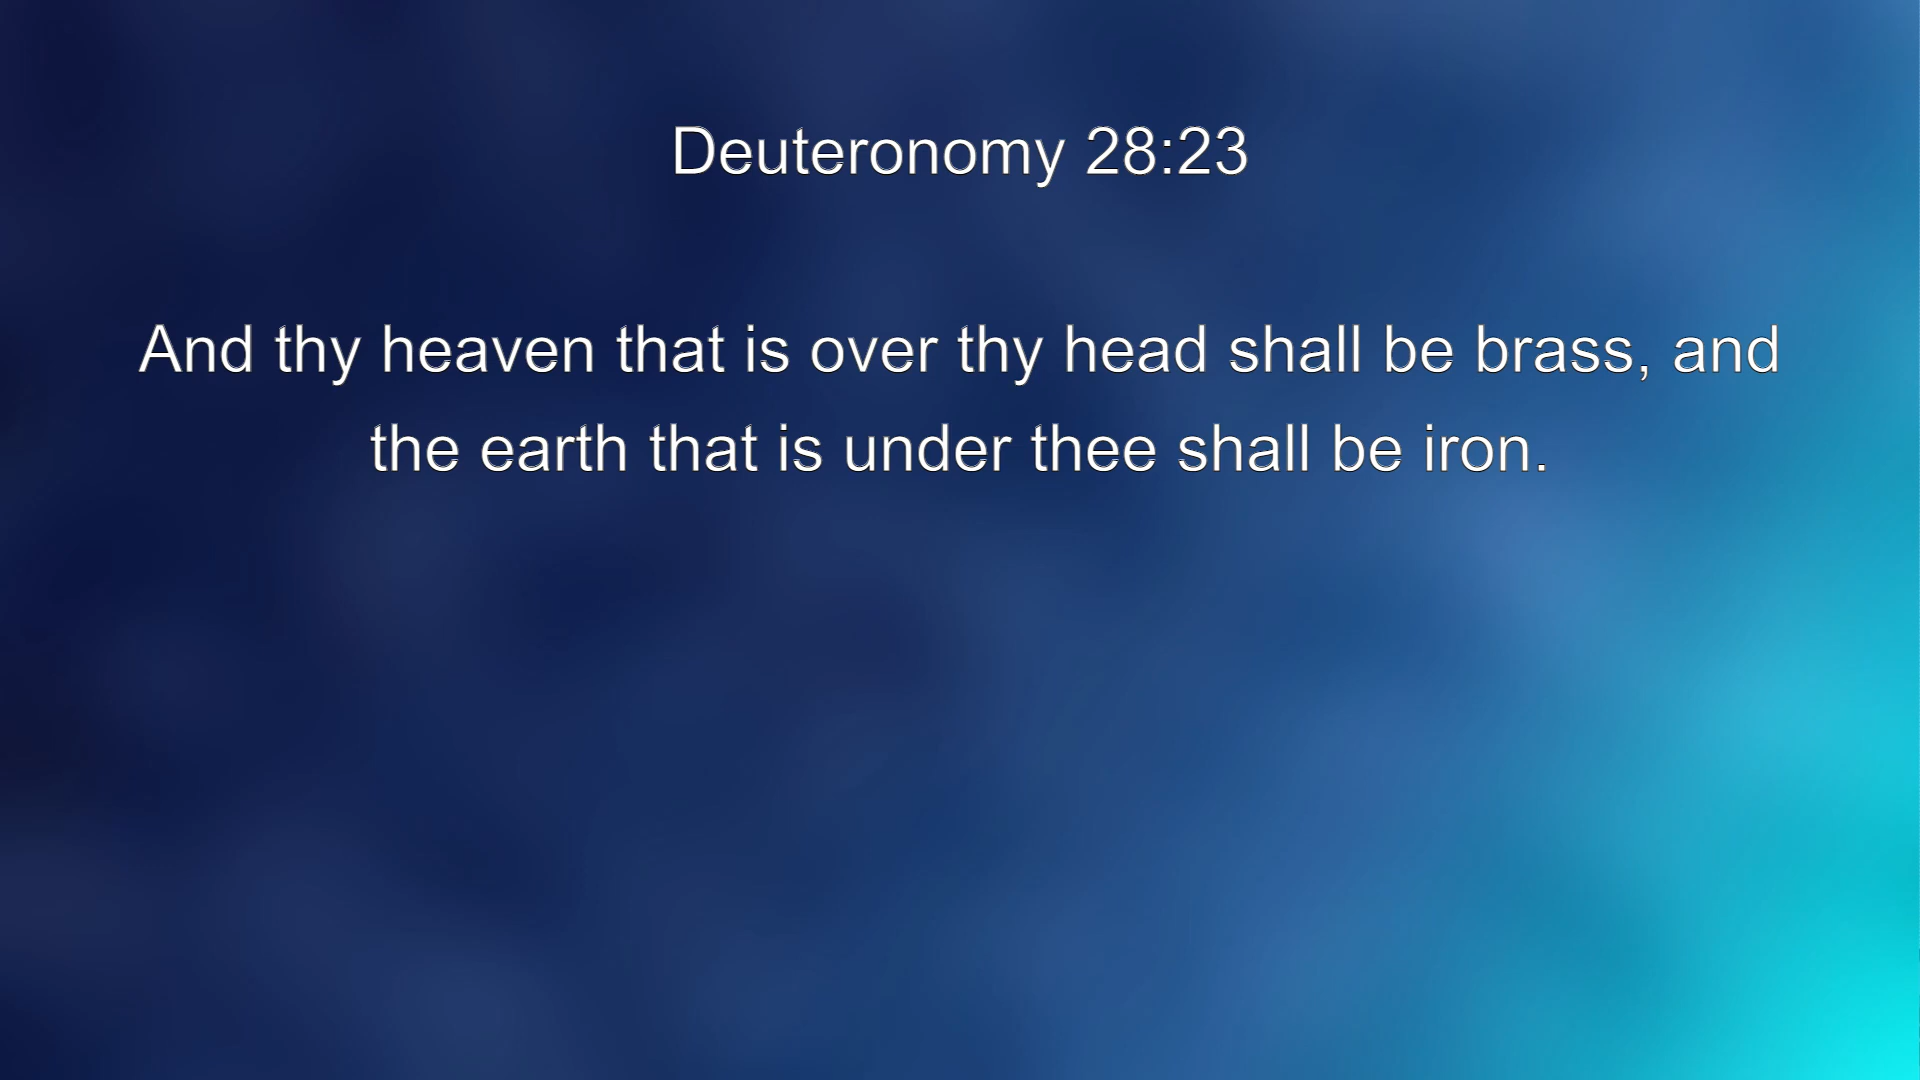 Deuteronomy 28:23
And thy heaven that is over thy head shall be brass, and
the earth that is under thee shall be iron.